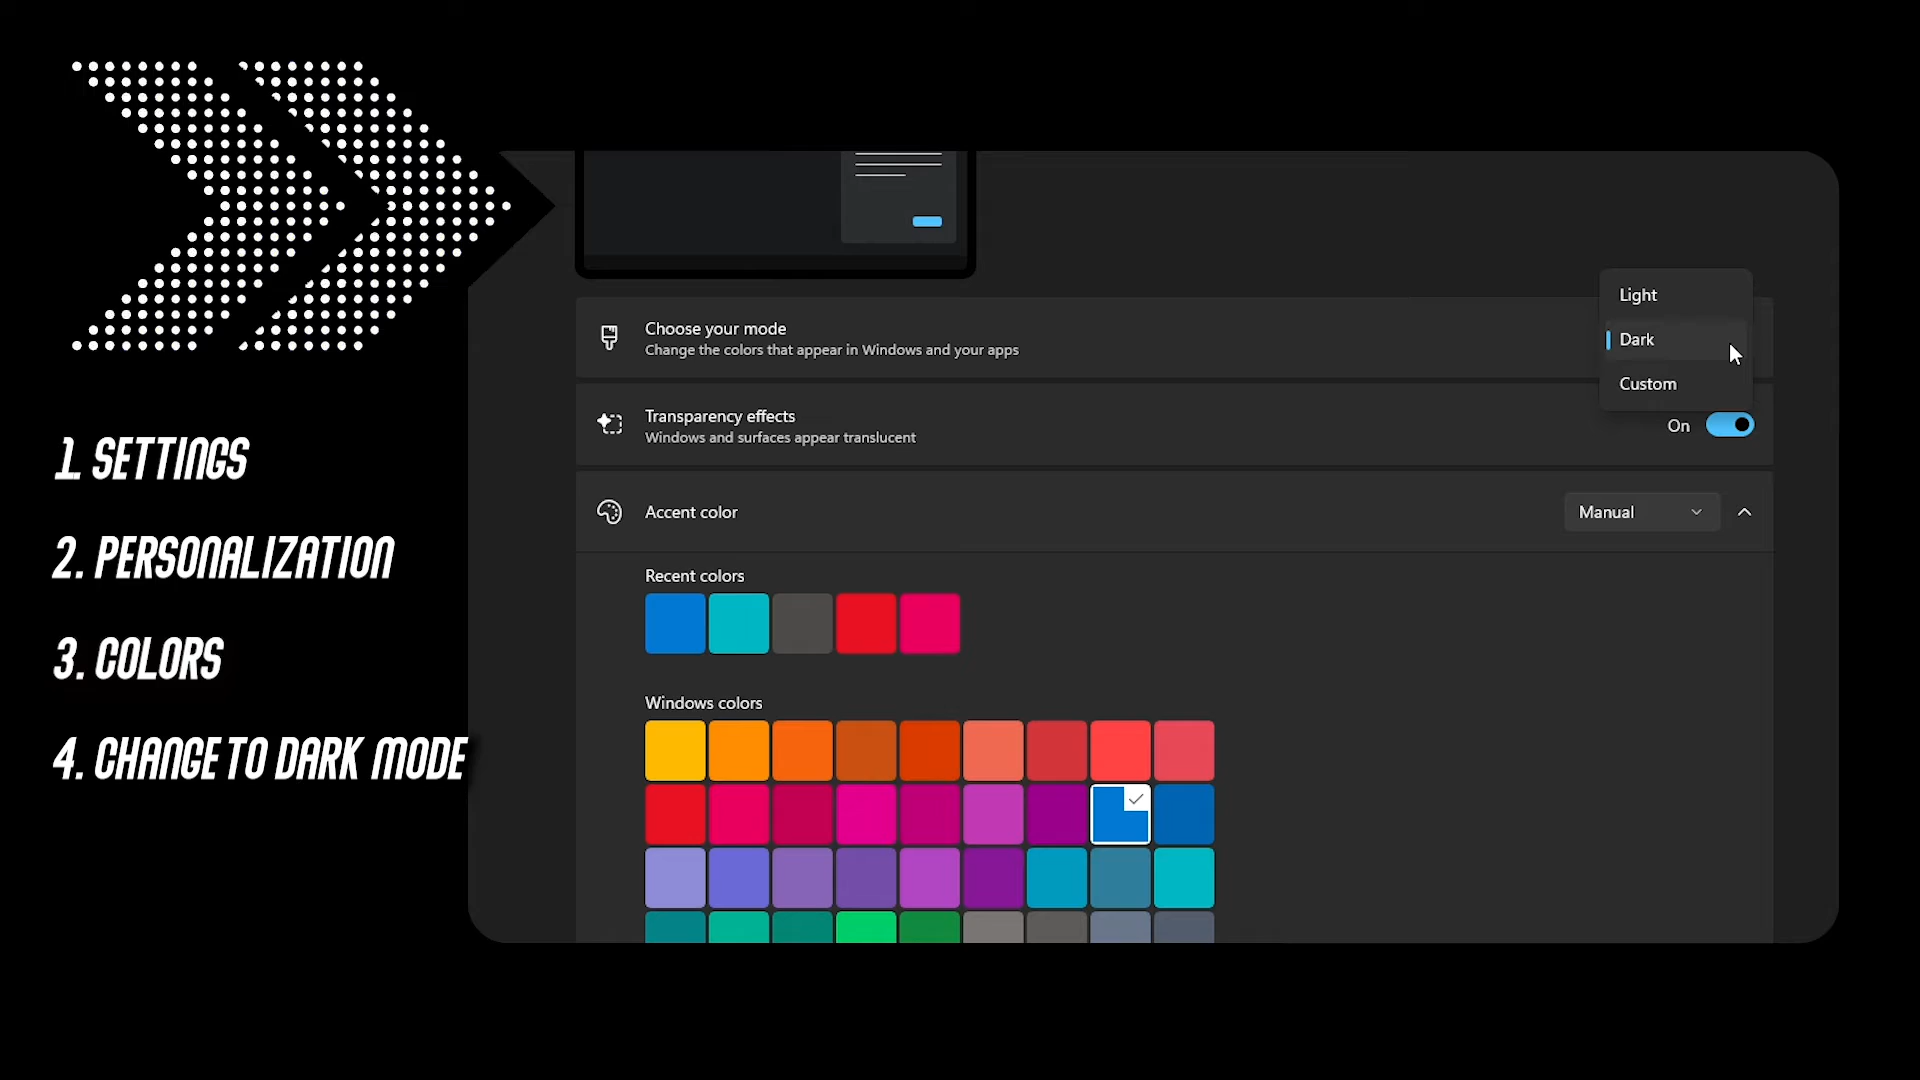 1. SETTINGS
2. PERSONALIZATION
3. COLORS
4. CHANGE TO DARK MODE
Choose your mode
Change the colors that appear in Windows and your apps
Light
Dark
Custom
Transparency effects
Windows and surfaces appear translucent
On
Accent color
Manual
Recent colors
Windows colors